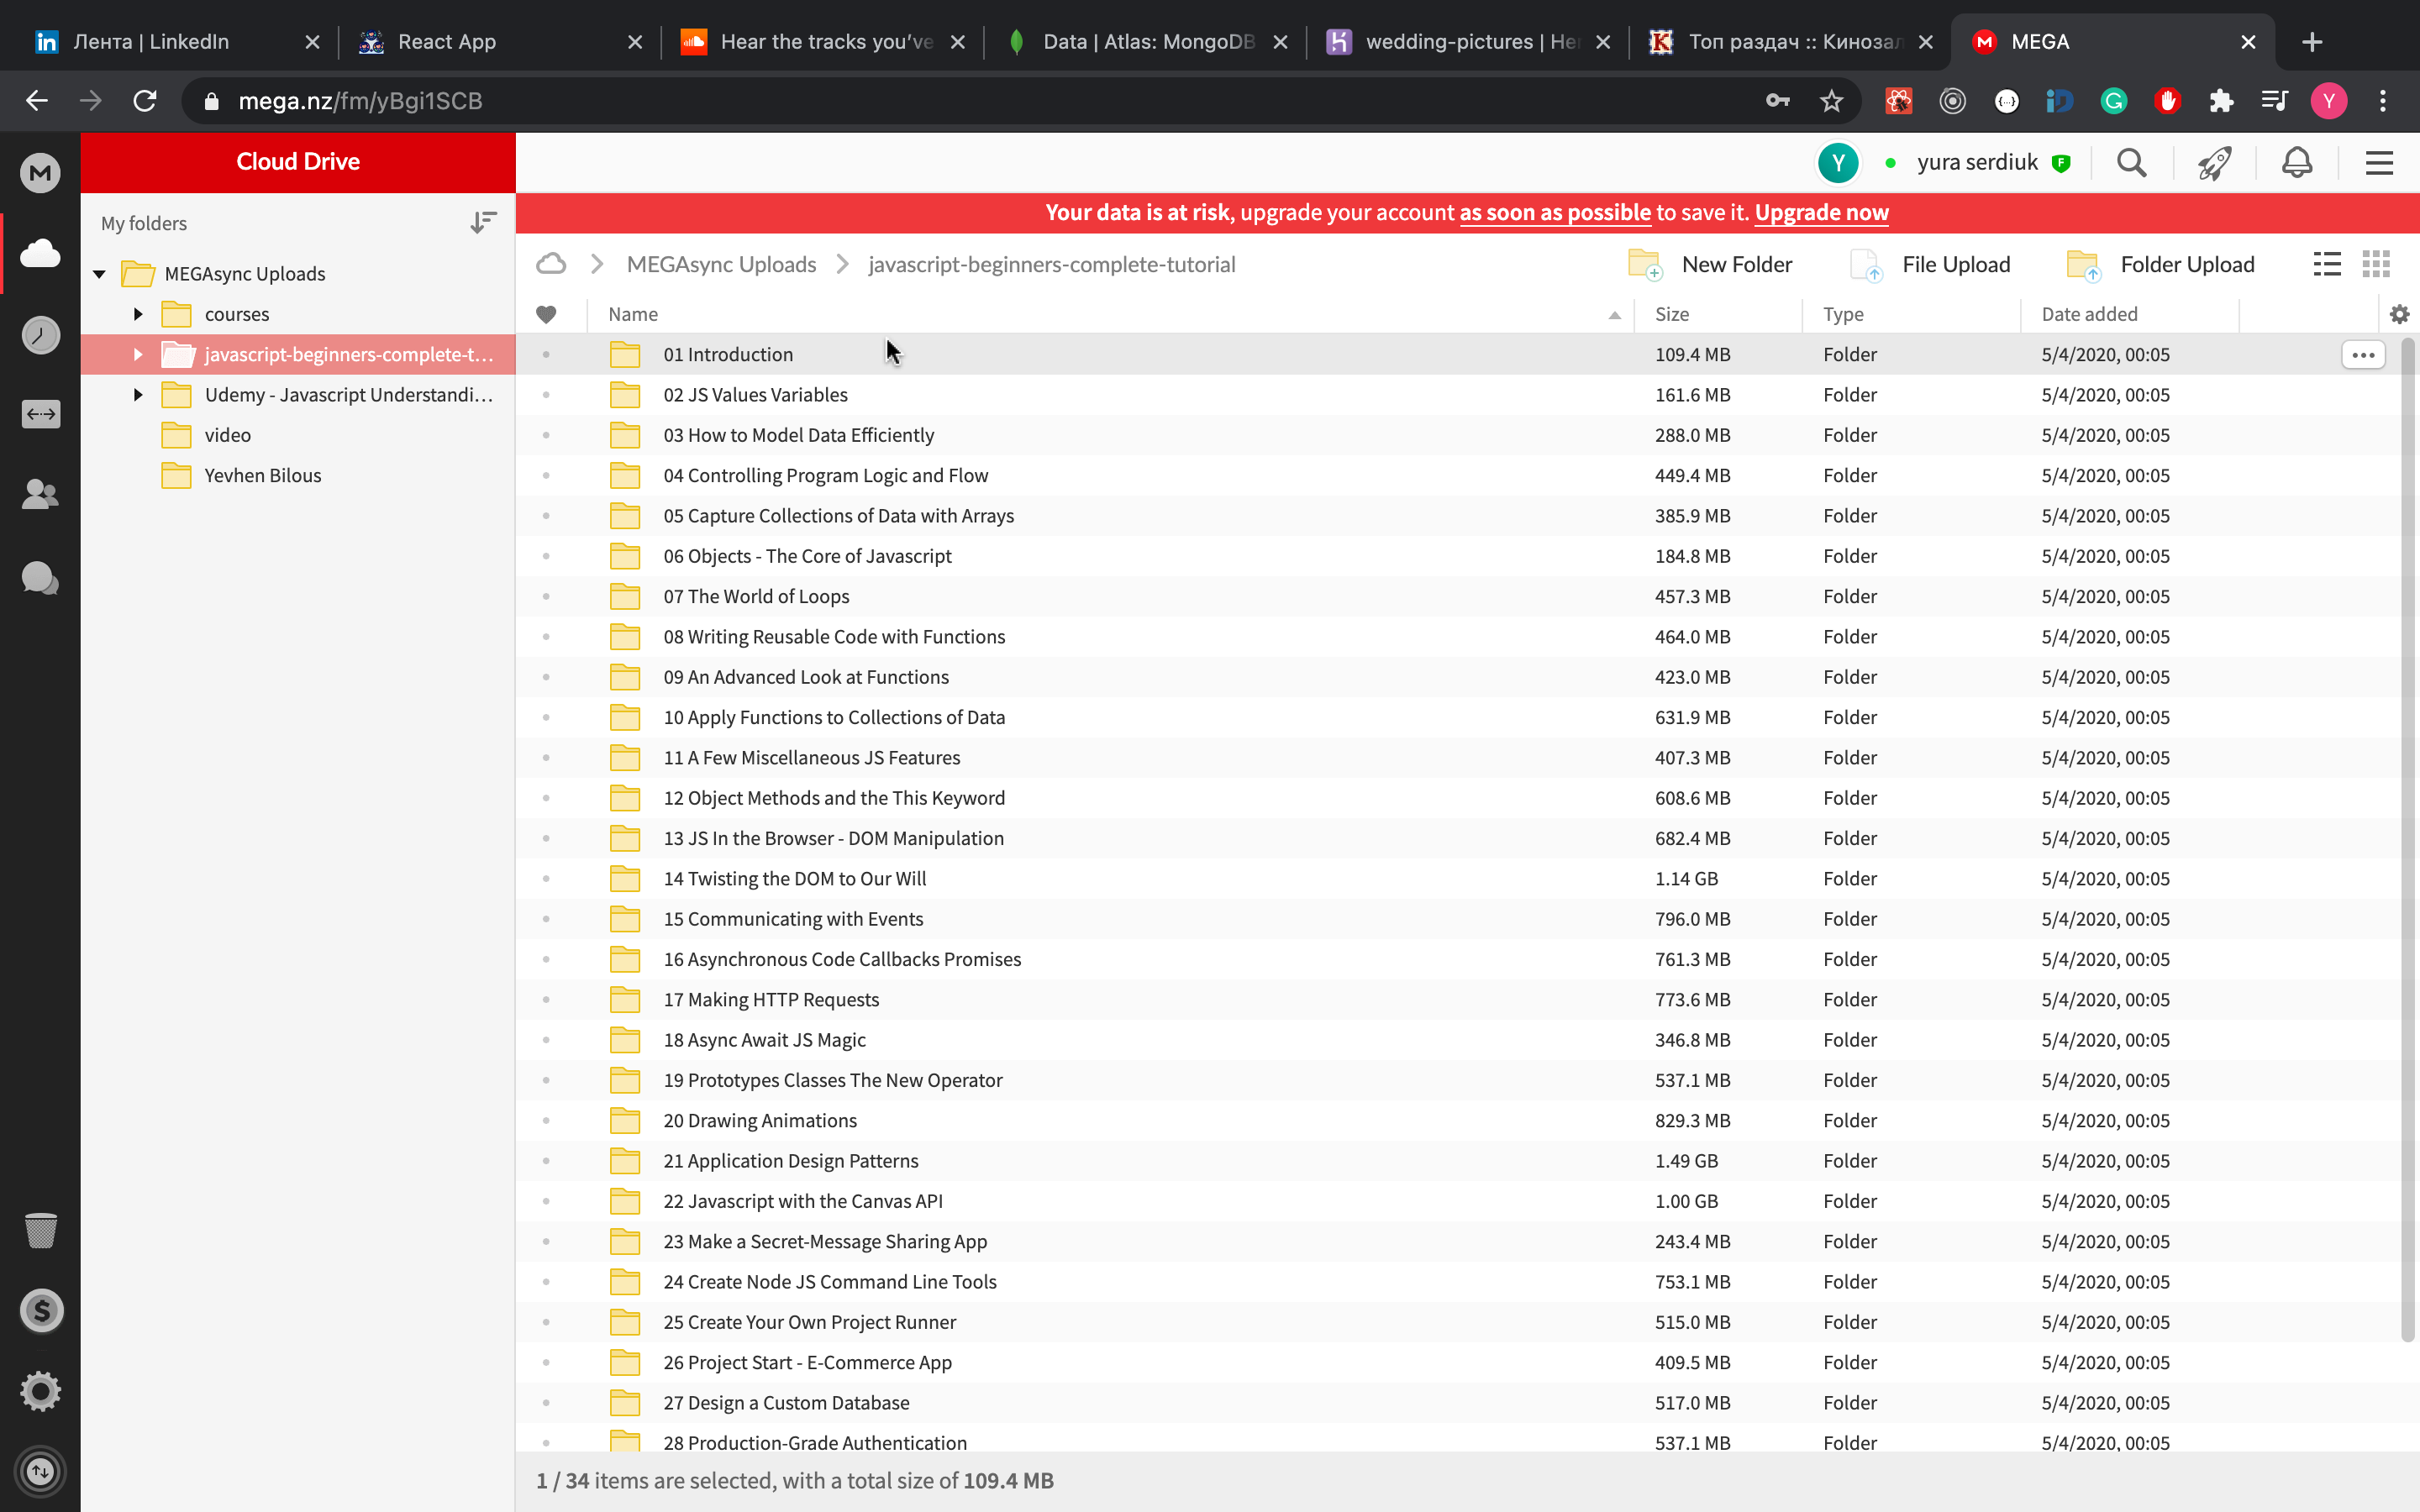 Лента | LinkedIn
React App
Hear the tracks you've
Data | Atlas: MongoDB
wedding-pictures | He
Топ раздач :: Кинозал
MEGA
mega.nz/fm/yBgi1SCB
Y
Cloud Drive
Y yura serdiuk F
Your data is at risk, upgrade your account as soon as possible to save it. Upgrade now
My folders
MEGAsync Uploads
courses
javascript-beginners-complete-t...
Udemy - Javascript Understandi...
video
Yevhen Bilous
MEGAsync Uploads javascript-beginners-complete-tutorial
New Folder File Upload Folder Upload
Name Size Type Date added
01 Introduction 109.4 MB Folder 5/4/2020, 00:05
02 JS Values Variables 161.6 MB Folder 5/4/2020, 00:05
03 How to Model Data Efficiently 288.0 MB Folder 5/4/2020, 00:05
04 Controlling Program Logic and Flow 449.4 MB Folder 5/4/2020, 00:05
05 Capture Collections of Data with Arrays 385.9 MB Folder 5/4/2020, 00:05
06 Objects - The Core of Javascript 184.8 MB Folder 5/4/2020, 00:05
07 The World of Loops 457.3 MB Folder 5/4/2020, 00:05
08 Writing Reusable Code with Functions 464.0 MB Folder 5/4/2020, 00:05
09 An Advanced Look at Functions 423.0 MB Folder 5/4/2020, 00:05
10 Apply Functions to Collections of Data 631.9 MB Folder 5/4/2020, 00:05
11 A Few Miscellaneous JS Features 407.3 MB Folder 5/4/2020, 00:05
12 Object Methods and the This Keyword 608.6 MB Folder 5/4/2020, 00:05
13 JS In the Browser - DOM Manipulation 682.4 MB Folder 5/4/2020, 00:05
14 Twisting the DOM to Our Will 1.14 GB Folder 5/4/2020, 00:05
15 Communicating with Events 796.0 MB Folder 5/4/2020, 00:05
16 Asynchronous Code Callbacks Promises 761.3 MB Folder 5/4/2020, 00:05
17 Making HTTP Requests 773.6 MB Folder 5/4/2020, 00:05
18 Async Await JS Magic 346.8 MB Folder 5/4/2020, 00:05
19 Prototypes Classes The New Operator 537.1 MB Folder 5/4/2020, 00:05
20 Drawing Animations 829.3 MB Folder 5/4/2020, 00:05
21 Application Design Patterns 1.49 GB Folder 5/4/2020, 00:05
22 Javascript with the Canvas API 1.00 GB Folder 5/4/2020, 00:05
23 Make a Secret-Message Sharing App 243.4 MB Folder 5/4/2020, 00:05
24 Create Node JS Command Line Tools 753.1 MB Folder 5/4/2020, 00:05
25 Create Your Own Project Runner 515.0 MB Folder 5/4/2020, 00:05
26 Project Start - E-Commerce App 409.5 MB Folder 5/4/2020, 00:05
27 Design a Custom Database 517.0 MB Folder 5/4/2020, 00:05
28 Production-Grade Authentication 537.1 MB Folder 5/4/2020, 00:05
1 / 34 items are selected, with a total size of 109.4 MB